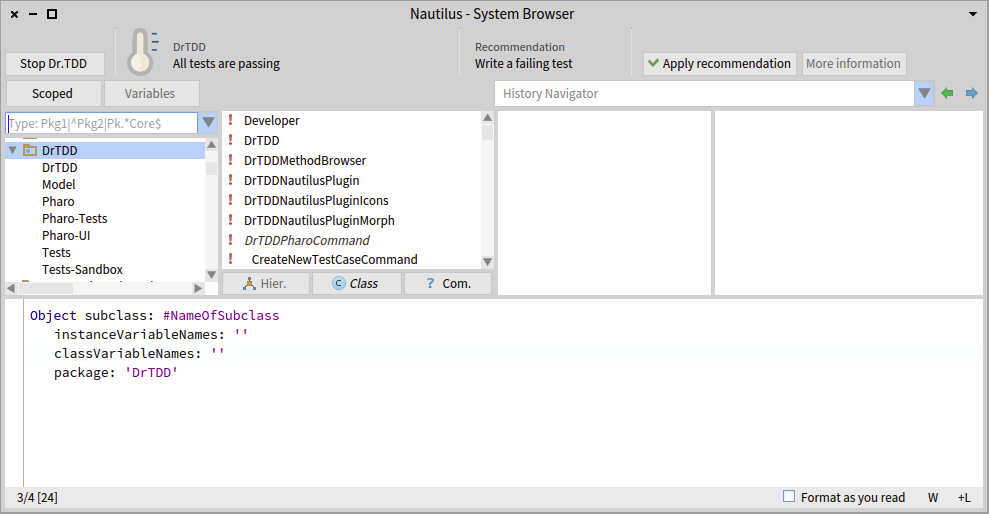 Nautilus - System Browser
Stop Dr.TDD
DrTDD
All tests are passing
Recommendation
Write a failing test
Apply recommendation
More information
Scoped
Variables
History Navigator
Type: Pkg1|^Pkg2|Pk.*Core$
DrTDD
DrTDD
Model
Pharo
Pharo-Tests
Pharo-UI
Tests
Tests-Sandbox
! Developer
! DrTDD
! DrTDDMethodBrowser
! DrTDDNautilusPlugin
! DrTDDNautilusPluginIcons
! DrTDDNautilusPluginMorph
! DrTDDPharoCommand
! CreateNewTestCaseCommand
Hier.
C Class
? Com.
Object subclass: #NameOfSubclass
instanceVariableNames: ''
classVariableNames: ''
package: 'DrTDD'
3/4 [24]
Format as you read
W
+L